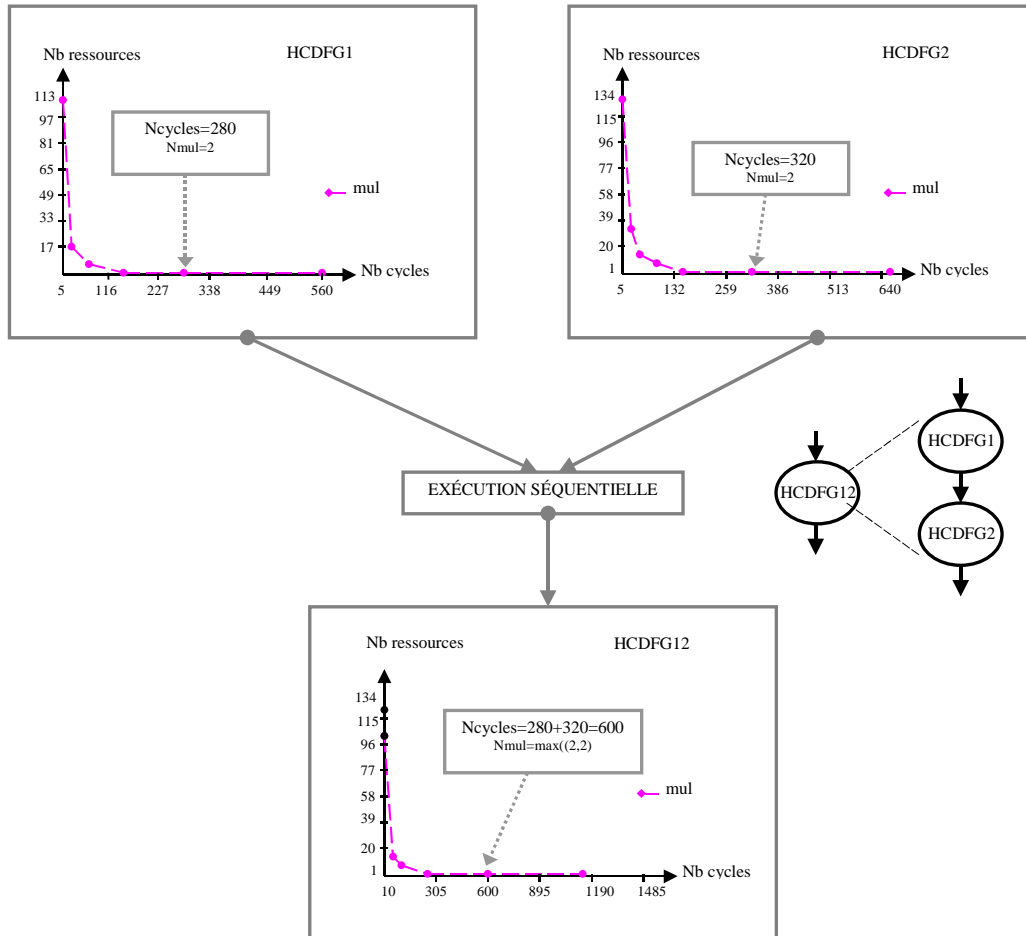 Nb ressources
HCDFG1
113
97
81
65
49
33
17
Ncycles=280
Nmul=2
mul
Nb cycles
5
116
227
338
449
560
Nb ressources
HCDFG2
134
115
96
77
58
39
20
1
Ncycles=320
Nmul=2
mul
Nb cycles
5
132
259
386
513
640
EXÉCUTION SÉQUENTIELLE
HCDFG12
HCDFG1
HCDFG2
Nb ressources
HCDFG12
134
115
96
77
58
39
20
1
Ncycles=280+320=600
Nmul=max((2,2)
mul
Nb cycles
10
305
600
895
1190
1485